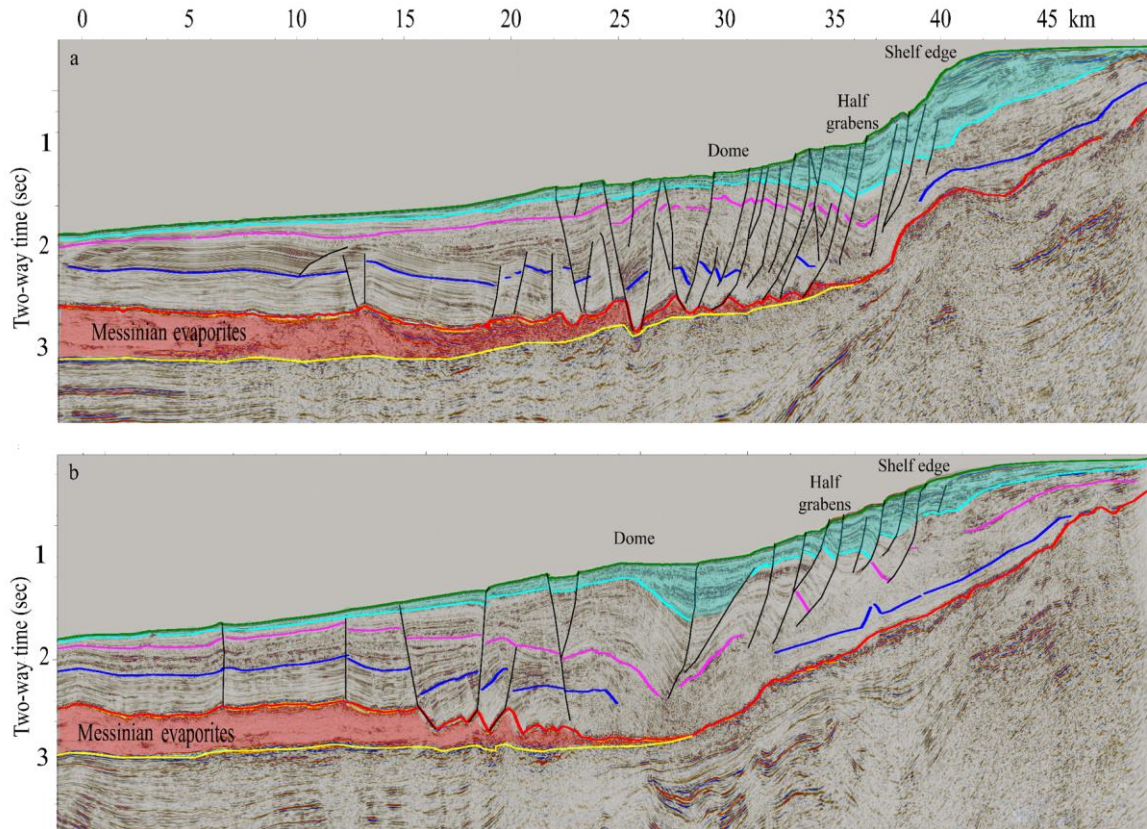 0 5 10 15 20 25 30 35 40 45 km
a
Shelf edge
Half
grabens
Dome
1
2
3
Two-way time (sec)
Messinian evaporites
b
Shelf edge
Half
grabens
Dome
1
2
3
Two-way time (sec)
Messinian evaporites